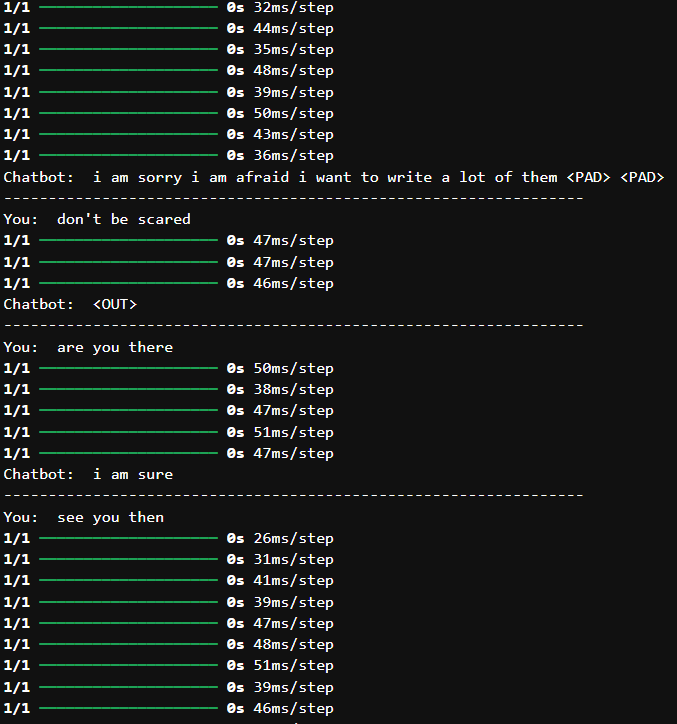 1/1 ━━━━━━━━━━━━━━━━━━━━ 0s 32ms/step
1/1 ━━━━━━━━━━━━━━━━━━━━ 0s 44ms/step
1/1 ━━━━━━━━━━━━━━━━━━━━ 0s 35ms/step
1/1 ━━━━━━━━━━━━━━━━━━━━ 0s 48ms/step
1/1 ━━━━━━━━━━━━━━━━━━━━ 0s 39ms/step
1/1 ━━━━━━━━━━━━━━━━━━━━ 0s 50ms/step
1/1 ━━━━━━━━━━━━━━━━━━━━ 0s 43ms/step
1/1 ━━━━━━━━━━━━━━━━━━━━ 0s 36ms/step
Chatbot:  i am sorry i am afraid i want to write a lot of them <PAD> <PAD>
-----------------------------------------------------------------
You:  don't be scared
1/1 ━━━━━━━━━━━━━━━━━━━━ 0s 47ms/step
1/1 ━━━━━━━━━━━━━━━━━━━━ 0s 47ms/step
1/1 ━━━━━━━━━━━━━━━━━━━━ 0s 46ms/step
Chatbot:  <OUT>
-----------------------------------------------------------------
You:  are you there
1/1 ━━━━━━━━━━━━━━━━━━━━ 0s 50ms/step
1/1 ━━━━━━━━━━━━━━━━━━━━ 0s 38ms/step
1/1 ━━━━━━━━━━━━━━━━━━━━ 0s 47ms/step
1/1 ━━━━━━━━━━━━━━━━━━━━ 0s 51ms/step
1/1 ━━━━━━━━━━━━━━━━━━━━ 0s 47ms/step
Chatbot:  i am sure
-----------------------------------------------------------------
You:  see you then
1/1 ━━━━━━━━━━━━━━━━━━━━ 0s 26ms/step
1/1 ━━━━━━━━━━━━━━━━━━━━ 0s 31ms/step
1/1 ━━━━━━━━━━━━━━━━━━━━ 0s 41ms/step
1/1 ━━━━━━━━━━━━━━━━━━━━ 0s 39ms/step
1/1 ━━━━━━━━━━━━━━━━━━━━ 0s 47ms/step
1/1 ━━━━━━━━━━━━━━━━━━━━ 0s 48ms/step
1/1 ━━━━━━━━━━━━━━━━━━━━ 0s 51ms/step
1/1 ━━━━━━━━━━━━━━━━━━━━ 0s 39ms/step
1/1 ━━━━━━━━━━━━━━━━━━━━ 0s 46ms/step